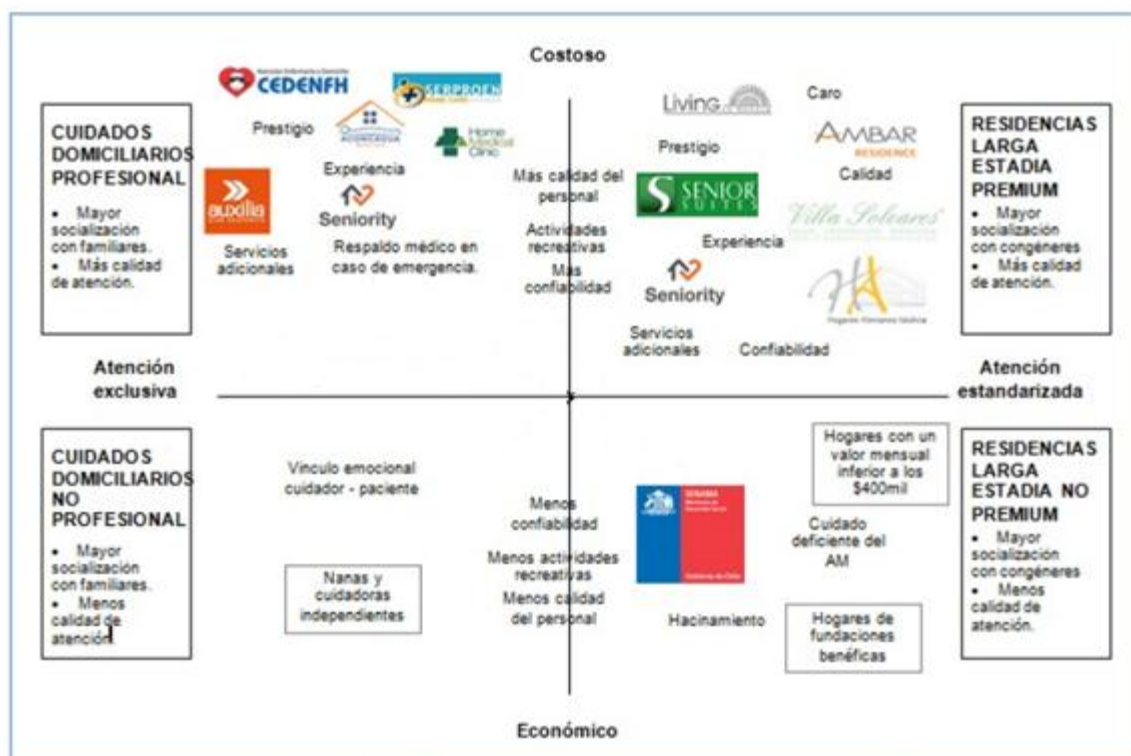 Costoso
CEDENFH
SERPROEN
HOME CARE
ACONCAGUA
Home
Medical
Clinic
Prestigio
Experiencia
auxilia
Seniority
Servicios
adicionales
Respaldo médico en
caso de emergencia.
CUIDADOS
DOMICILIARIOS
PROFESIONAL
• Mayor
socialización
con familiares.
• Más calidad
de atención.
Más calidad del
personal
Actividades
recreativas
Más
confiabilidad
Living
Caro
AMBAR
RESIDENCE
Prestigio
Calidad
SENIOR
SUITES
Villa Soleares
Experiencia
Seniority
HA
Servicios
adicionales
Confiabilidad
RESIDENCIAS
LARGA
ESTADIA
PREMIUM
• Mayor
socialización
con congéneres
• Más calidad de
atención.
Atención
exclusiva
Atención
estandarizada
CUIDADOS
DOMICILIARIOS
NO
PROFESIONAL
• Mayor
socialización
con familiares.
• Menos
calidad de
atención.
Vínculo emocional
cuidador - paciente
Nanas y
cuidadoras
independientes
Menos
confiabilidad
Menos actividades
recreativas
Menos calidad
del personal
SENAMA
Gobierno de Chile
Hacinamiento
Hogares con un
valor mensual
inferior a los
$400mil
Cuidado
deficiente del
AM
Hogares de
fundaciones
benéficas
RESIDENCIAS
LARGA
ESTADIA NO
PREMIUM
• Mayor
socialización
con congéneres
• Menos
calidad de
atención.
Económico